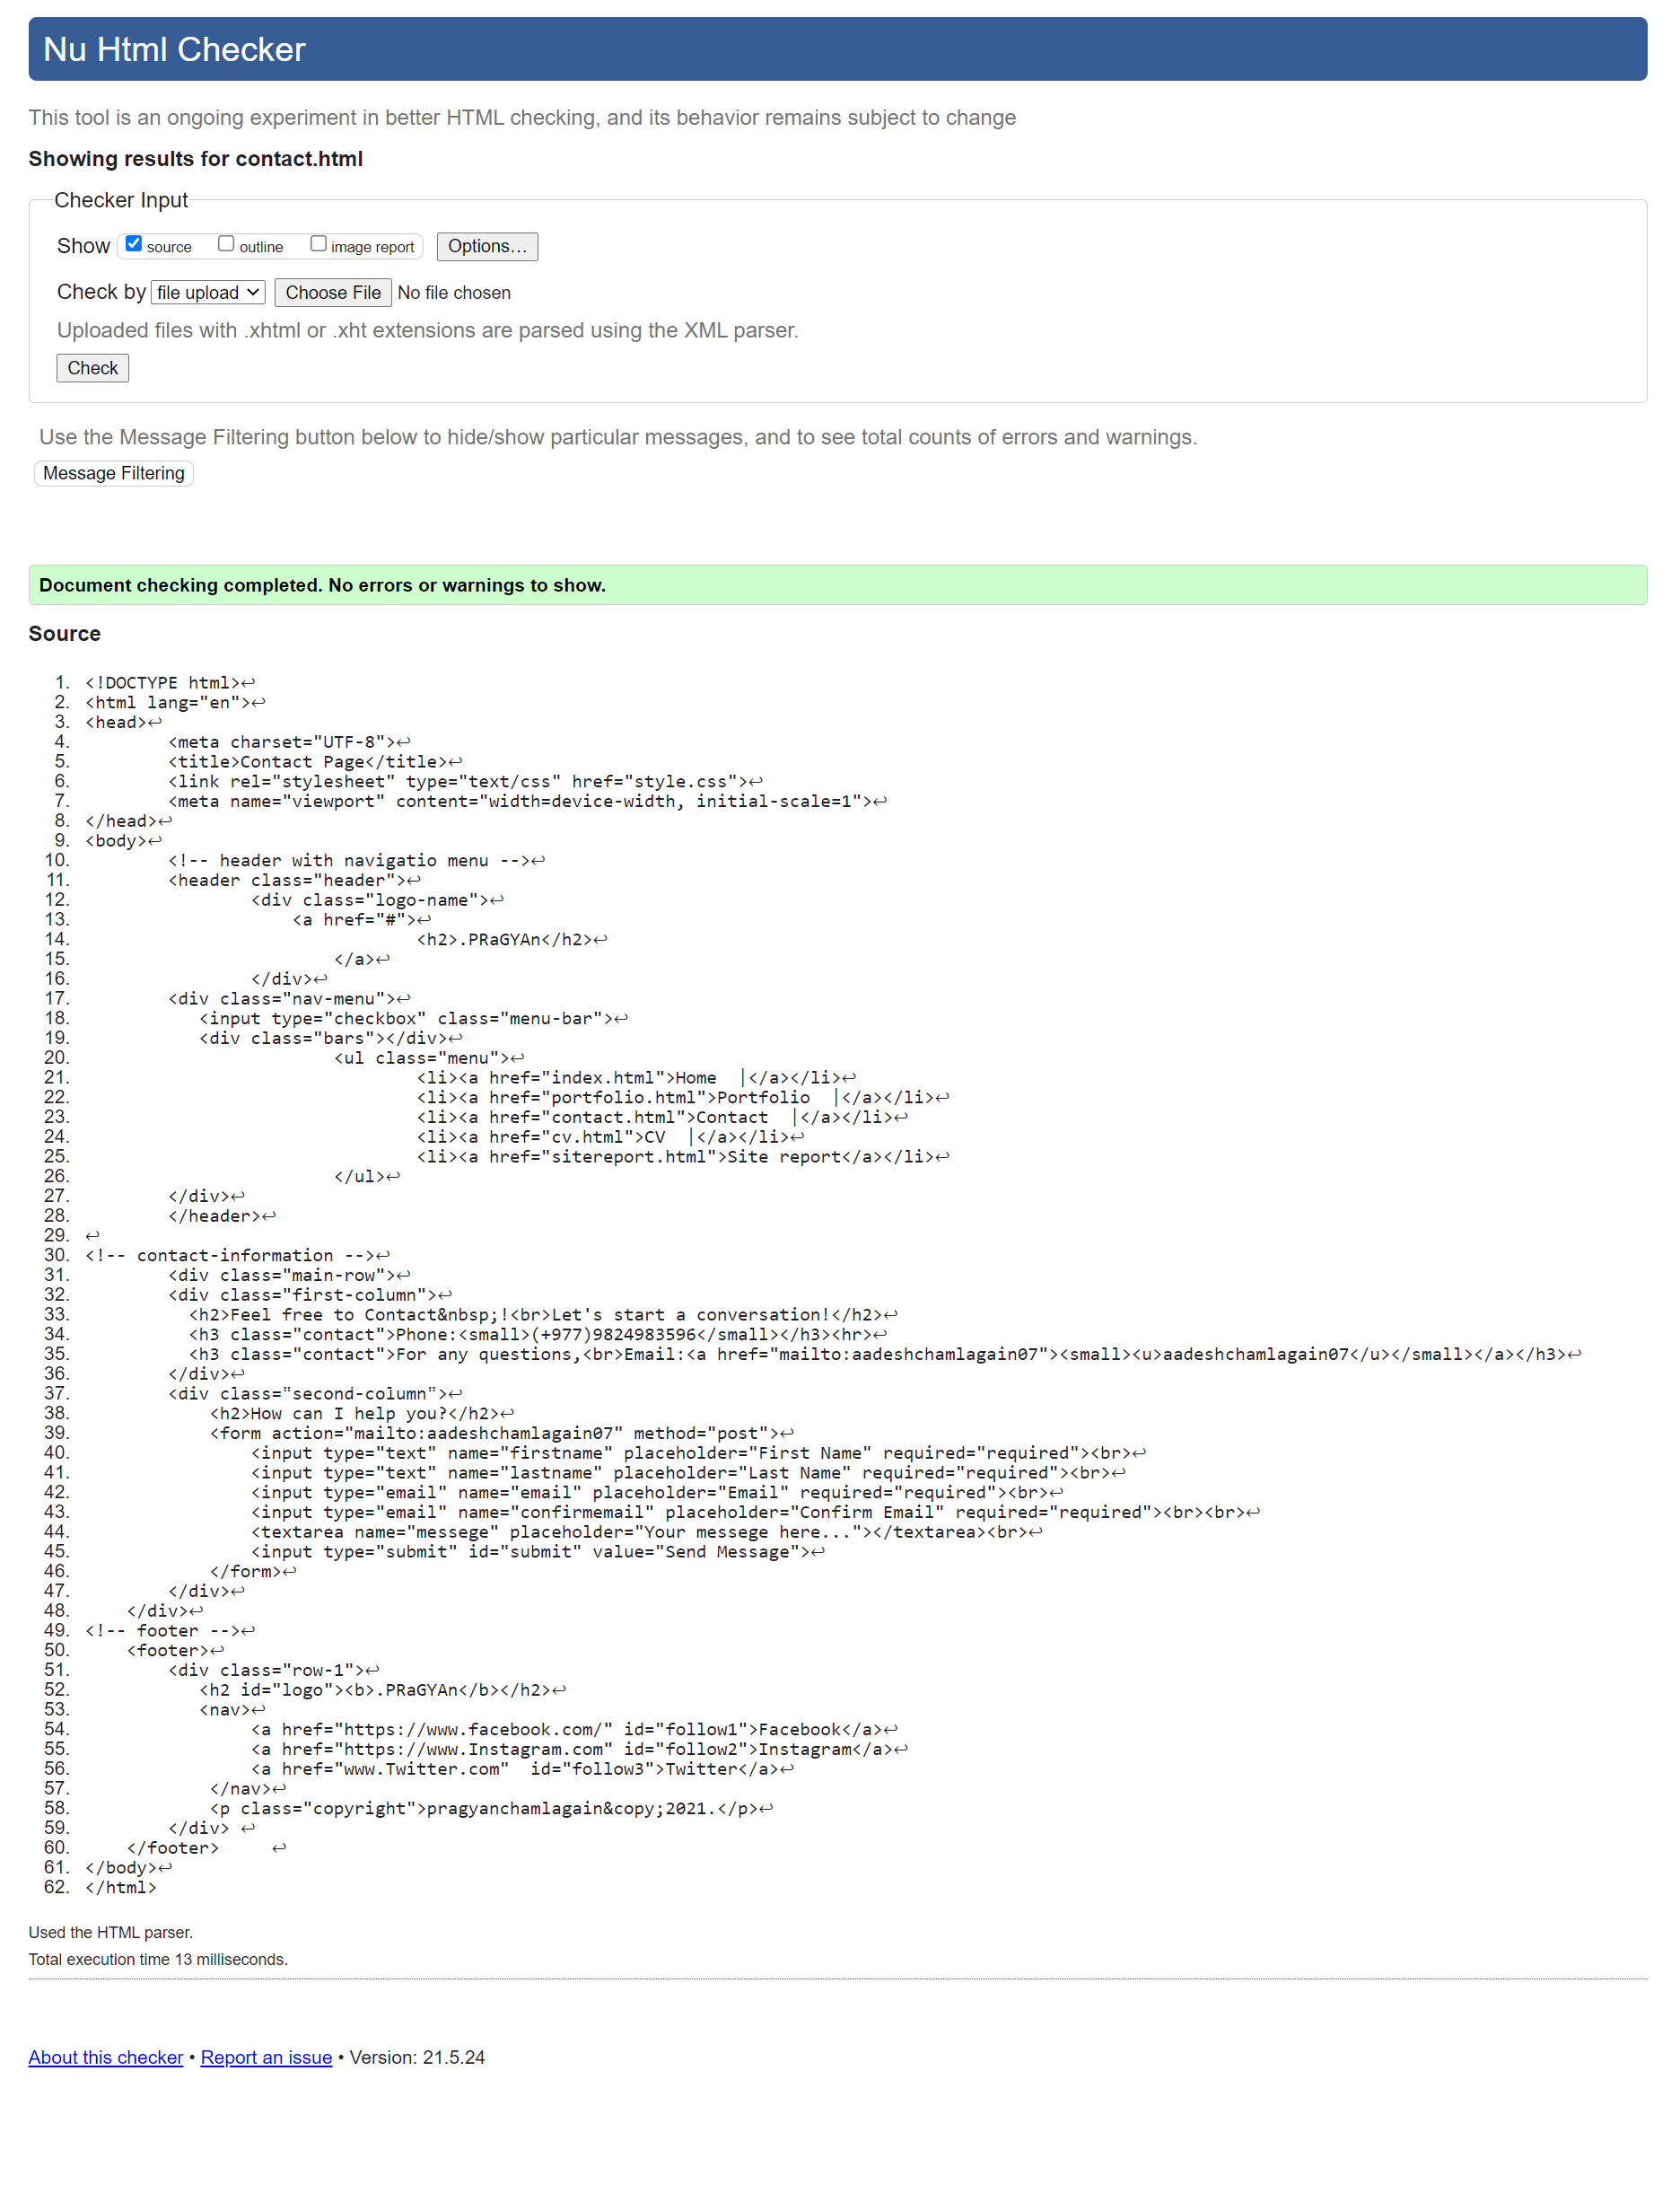 Nu Html Checker
This tool is an ongoing experiment in better HTML checking, and its behavior remains subject to change
Showing results for contact.html
Checker Input
Show source outline image report Options…
Check by file upload Choose File No file chosen
Uploaded files with .xhtml or .xht extensions are parsed using the XML parser.
Check
Use the Message Filtering button below to hide/show particular messages, and to see total counts of errors and warnings.
Message Filtering
Document checking completed. No errors or warnings to show.
Source
1. <!DOCTYPE html>↩
2. <html lang="en">↩
3. <head>↩
4. <meta charset="UTF-8">↩
5. <title>Contact Page</title>↩
6. <link rel="stylesheet" type="text/css" href="style.css">↩
7. <meta name="viewport" content="width=device-width, initial-scale=1">↩
8. </head>↩
9. <body>↩
10. <!-- header with navigatio menu -->↩
11. <header class="header">↩
12. <div class="logo-name">↩
13. <a href="#">↩
14. <h2>.PRaGYAn</h2>↩
15. </a>↩
16. </div>↩
17. <div class="nav-menu">↩
18. <input type="checkbox" class="menu-bar">↩
19. <div class="bars"></div>↩
20. <ul class="menu">↩
21. <li><a href="index.html">Home |</a></li>↩
22. <li><a href="portfolio.html">Portfolio |</a></li>↩
23. <li><a href="contact.html">Contact |</a></li>↩
24. <li><a href="cv.html">CV |</a></li>↩
25. <li><a href="sitereport.html">Site report</a></li>↩
26. </ul>↩
27. </div>↩
28. </header>↩
29. ↩
30. <!-- contact-information -->↩
31. <div class="main-row">↩
32. <div class="first-column">↩
33. <h2>Feel free to Contact&nbsp;!<br>Let's start a conversation!</h2>↩
34. <h3 class="contact">Phone:<small>(+977)9824983596</small></h3><hr>↩
35. <h3 class="contact">For any questions,<br>Email:<a href="mailto:aadeshchamlagain07"><small><u>aadeshchamlagain07</u></small></a></h3>↩
36. </div>↩
37. <div class="second-column">↩
38. <h2>How can I help you?</h2>↩
39. <form action="mailto:aadeshchamlagain07" method="post">↩
40. <input type="text" name="firstname" placeholder="First Name" required="required"><br>↩
41. <input type="text" name="lastname" placeholder="Last Name" required="required"><br>↩
42. <input type="email" name="email" placeholder="Email" required="required"><br>↩
43. <input type="email" name="confirmemail" placeholder="Confirm Email" required="required"><br><br>↩
44. <textarea name="messege" placeholder="Your messege here..."></textarea><br>↩
45. <input type="submit" id="submit" value="Send Message">↩
46. </form>↩
47. </div>↩
48. </div>↩
49. <!-- footer -->↩
50. <footer>↩
51. <div class="row-1">↩
52. <h2 id="logo"><b>.PRaGYAn</b></h2>↩
53. <nav>↩
54. <a href="https://www.facebook.com/" id="follow1">Facebook</a>↩
55. <a href="https://www.Instagram.com" id="follow2">Instagram</a>↩
56. <a href="www.Twitter.com"  id="follow3">Twitter</a>↩
57. </nav>↩
58. <p class="copyright">pragyanchamlagain&copy;2021.</p>↩
59. </div> ↩
60. </footer> ↩
61. </body>↩
62. </html>
Used the HTML parser.
Total execution time 13 milliseconds.
About this checker • Report an issue • Version: 21.5.24